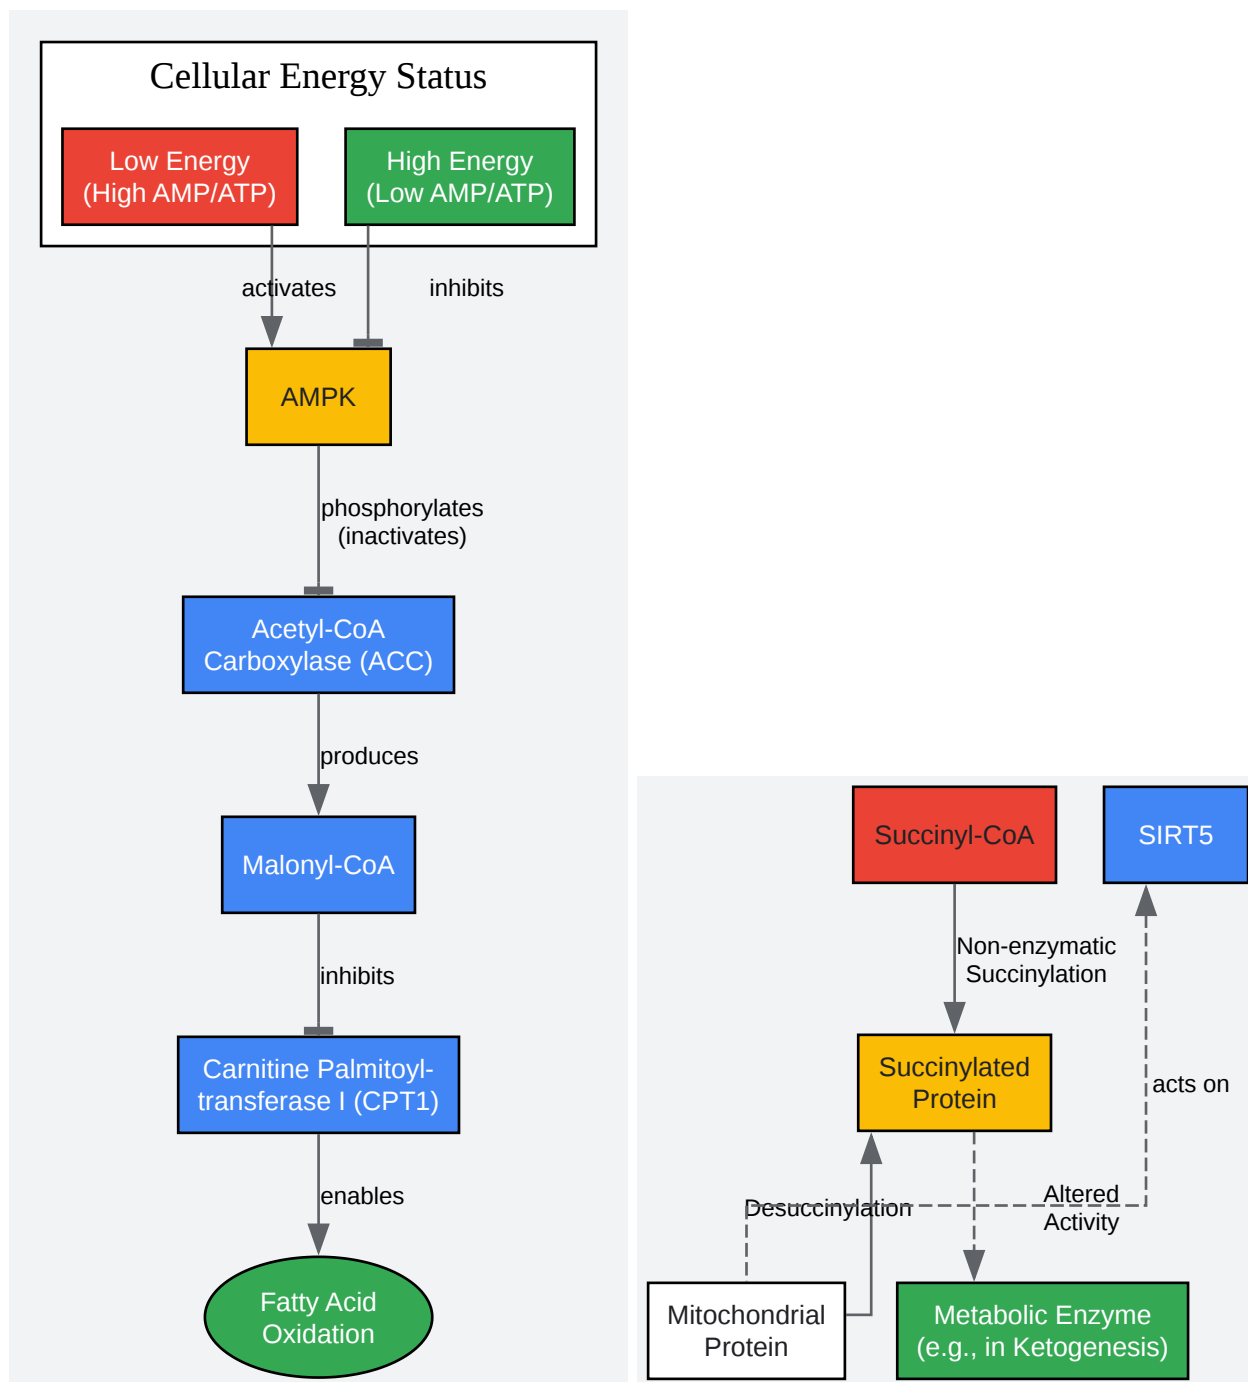 Cellular Energy Status
Low Energy
(High AMP/ATP)
High Energy
(Low AMP/ATP)
activates
inhibits
AMPK
phosphorylates
(inactivates)
Acetyl-CoA
Carboxylase (ACC)
produces
Malonyl-CoA
inhibits
Carnitine Palmitoyl-
transferase I (CPT1)
enables
Fatty Acid
Oxidation
Succinyl-CoA
SIRT5
Non-enzymatic
Succinylation
Succinylated
Protein
acts on
Desuccinylation
Altered
Activity
Mitochondrial
Protein
Metabolic Enzyme
(e.g., in Ketogenesis)